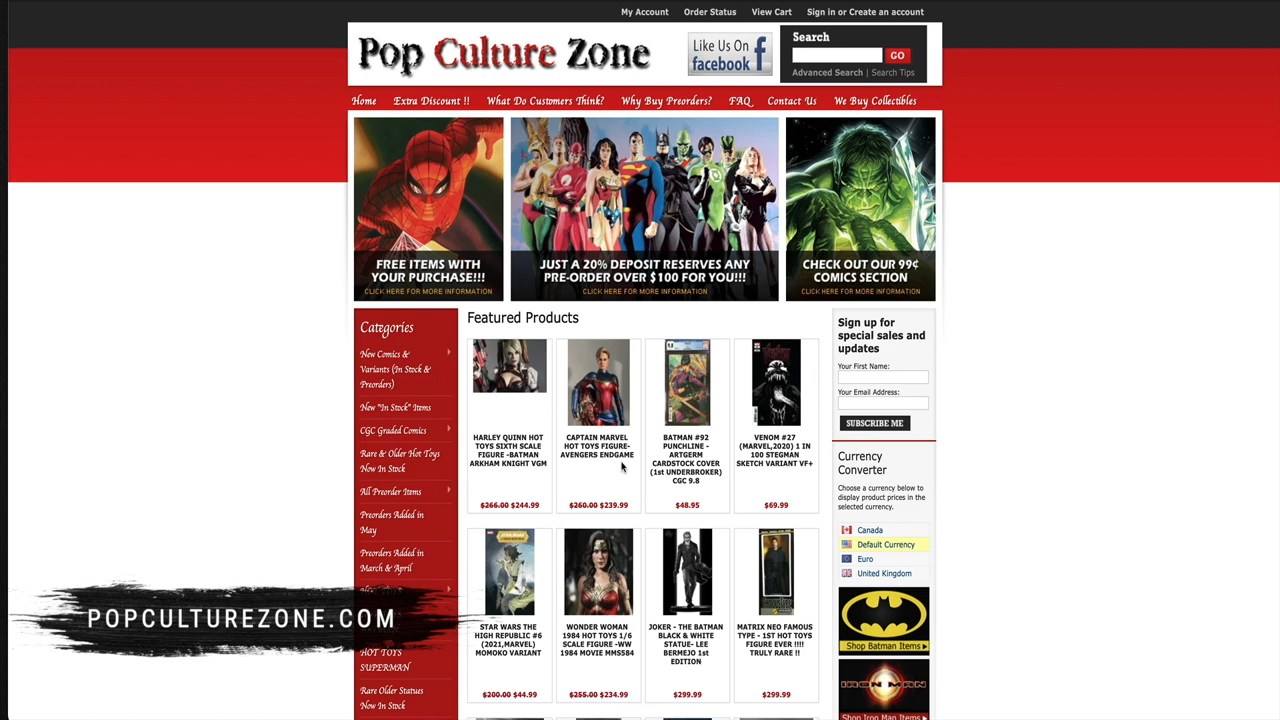 My Account
Order Status
View Cart
Sign in or Create an account
Pop Culture Zone
Like Us On
facebook
f
Search
GO
Advanced Search | Search Tips
Home
Extra Discount !!
What Do Customers Think?
Why Buy Preorders?
FAQ
Contact Us
We Buy Collectibles
FREE ITEMS WITH
YOUR PURCHASE!!!
CLICK HERE FOR MORE INFORMATION
JUST A 20% DEPOSIT RESERVES ANY
PRE-ORDER OVER $100 FOR YOU!!!
CLICK HERE FOR MORE INFORMATION
CHECK OUT OUR 99¢
COMICS SECTION
CLICK HERE FOR MORE INFORMATION
Categories
New Comics &
Variants (In Stock &
Preorders)
New "In Stock" Items
CGC Graded Comics
Rare & Older Hot Toys
Now In Stock
All Preorder Items
Preorders Added in
May
Preorders Added in
March & April
POPCULTUREZONE.COM
HOT TOYS
SUPERMAN
Rare Older Statues
Now In Stock
Featured Products
HARLEY QUINN HOT
TOYS SIXTH SCALE
FIGURE -BATMAN
ARKHAM KNIGHT VGM
$266.00 $244.99
CAPTAIN MARVEL
HOT TOYS FIGURE-
AVENGERS ENDGAME
$260.00 $239.99
BATMAN #92
PUNCHLINE -
ARTGERM
CARDSTOCK COVER
(1st UNDERBROKER)
CGC 9.8
$48.95
VENOM #27
(MARVEL,2020) 1 IN
100 STEGMAN
SKETCH VARIANT VF+
$69.99
STAR WARS THE
HIGH REPUBLIC #6
(2021,MARVEL)
MOMOKO VARIANT
$200.00 $44.99
WONDER WOMAN
1984 HOT TOYS 1/6
SCALE FIGURE -WW
1984 MOVIE MMS584
$255.00 $234.99
JOKER - THE BATMAN
BLACK & WHITE
STATUE- LEE
BERMEJO 1st
EDITION
$299.99
MATRIX NEO FAMOUS
TYPE - 1ST HOT TOYS
FIGURE EVER !!!!
TRULY RARE !!
$299.99
Sign up for
special sales and
updates
Your First Name:
Your Email Address:
SUBSCRIBE ME
Currency
Converter
Choose a currency below to
display product prices in the
selected currency.
Canada
Default Currency
Euro
United Kingdom
Shop Batman Items
IRON MAN
Shop Iron Man Items